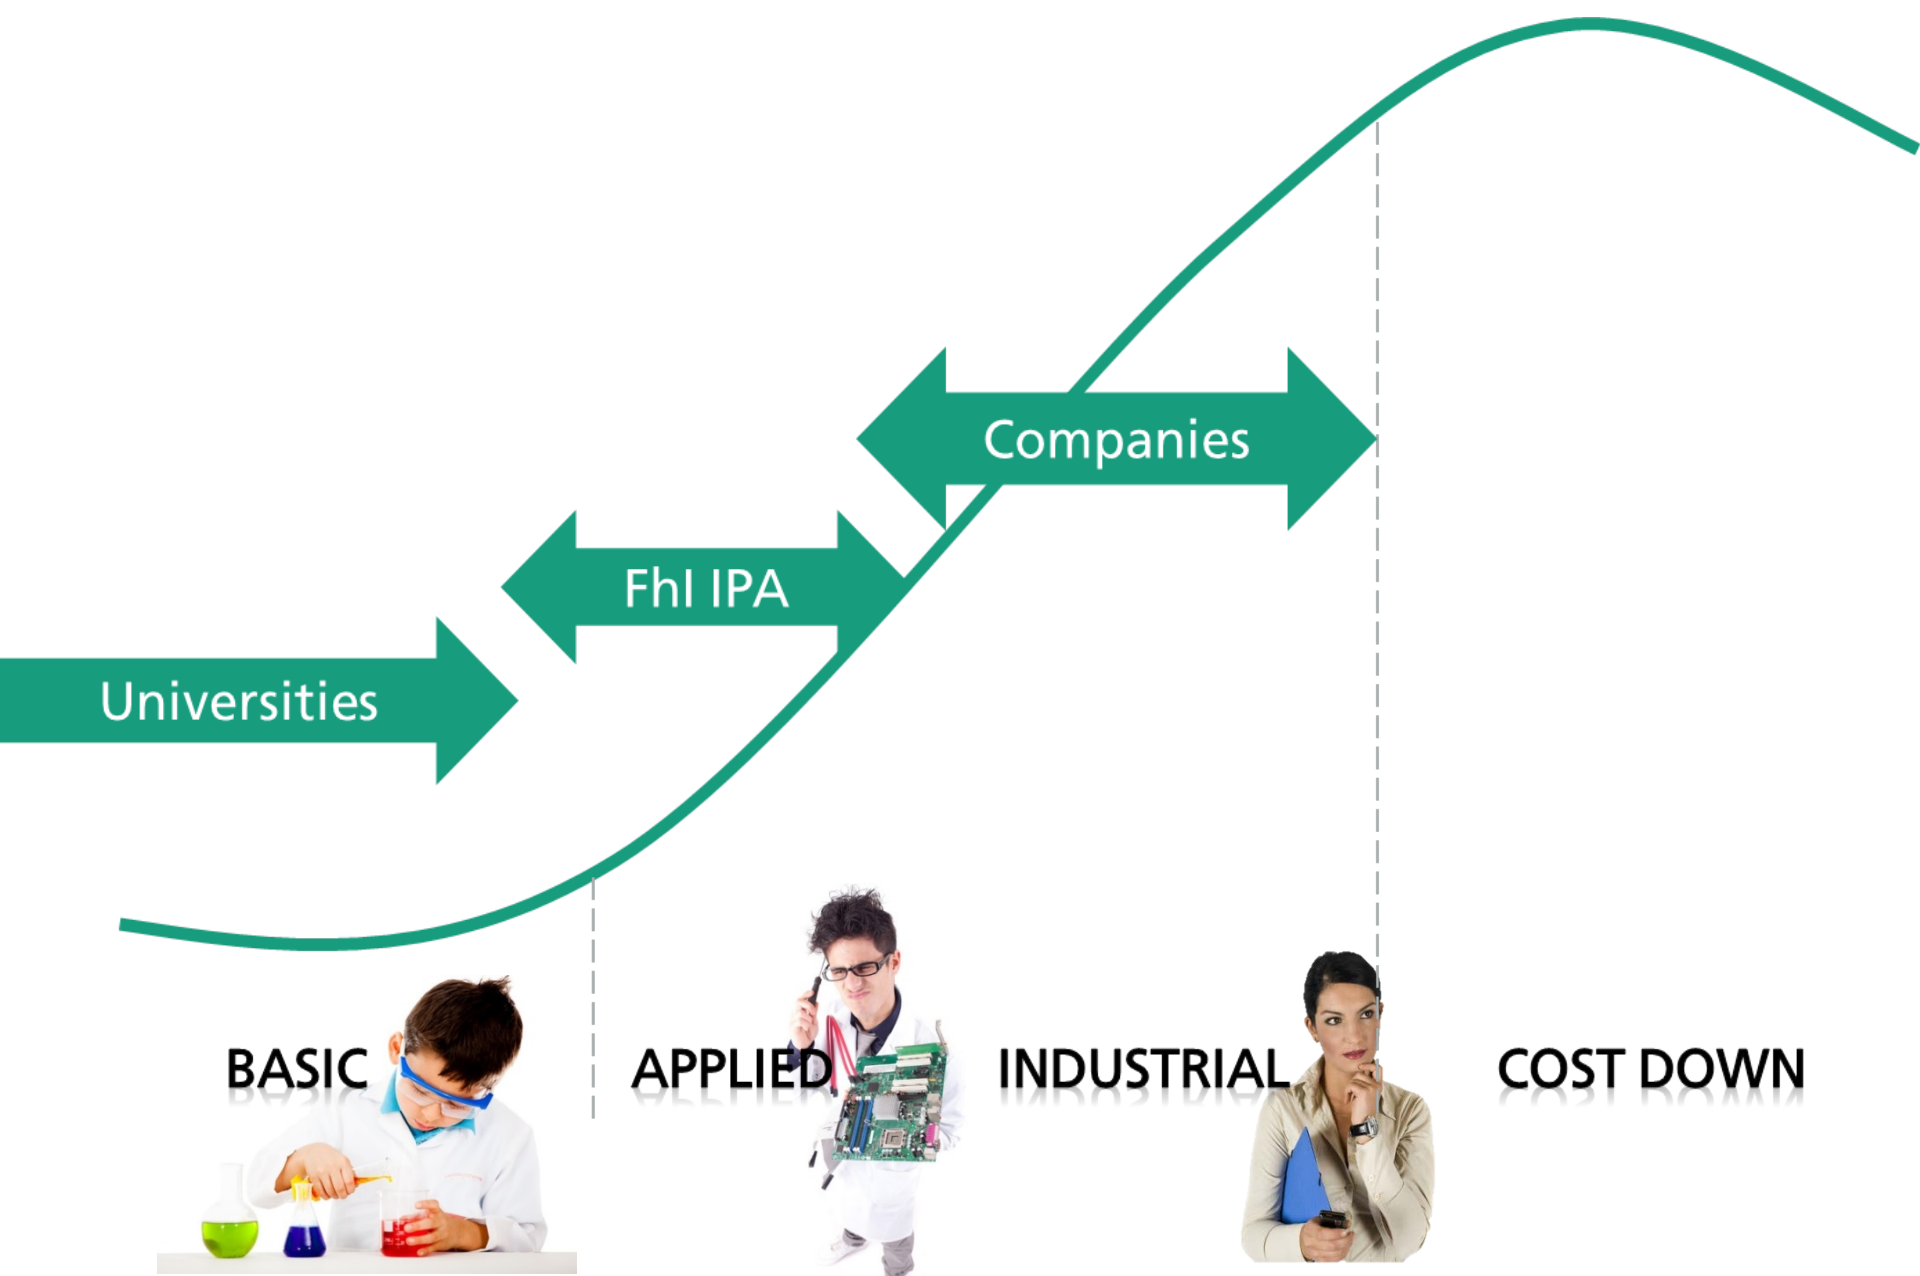 Companies
FhI IPA
Universities
BASIC
APPLIED
INDUSTRIAL
COST DOWN